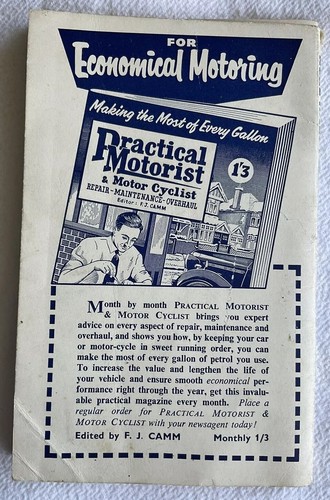 FOR
Economical Motoring
Making the Most of Every Gallon
Practical
Motorist
& Motor Cyclist
REPAIR - MAINTENANCE - OVERHAUL
Editor : F. J. CAMM
1'3
Month by month PRACTICAL MOTORIST
& MOTOR CYCLIST brings you expert
advice on every aspect of repair, maintenance and
overhaul, and shows you how, by keeping your car
or motor-cycle in sweet running order, you can
make the most of every gallon of petrol you use.
To increase the value and lengthen the life of
your vehicle and ensure smooth economical per-
formance right through the year, get this invalu-
able practical magazine every month. Place a
regular order for PRACTICAL MOTORIST &
MOTOR CYCLIST with your newsagent today!
Edited by F. J. CAMM Monthly 1/3